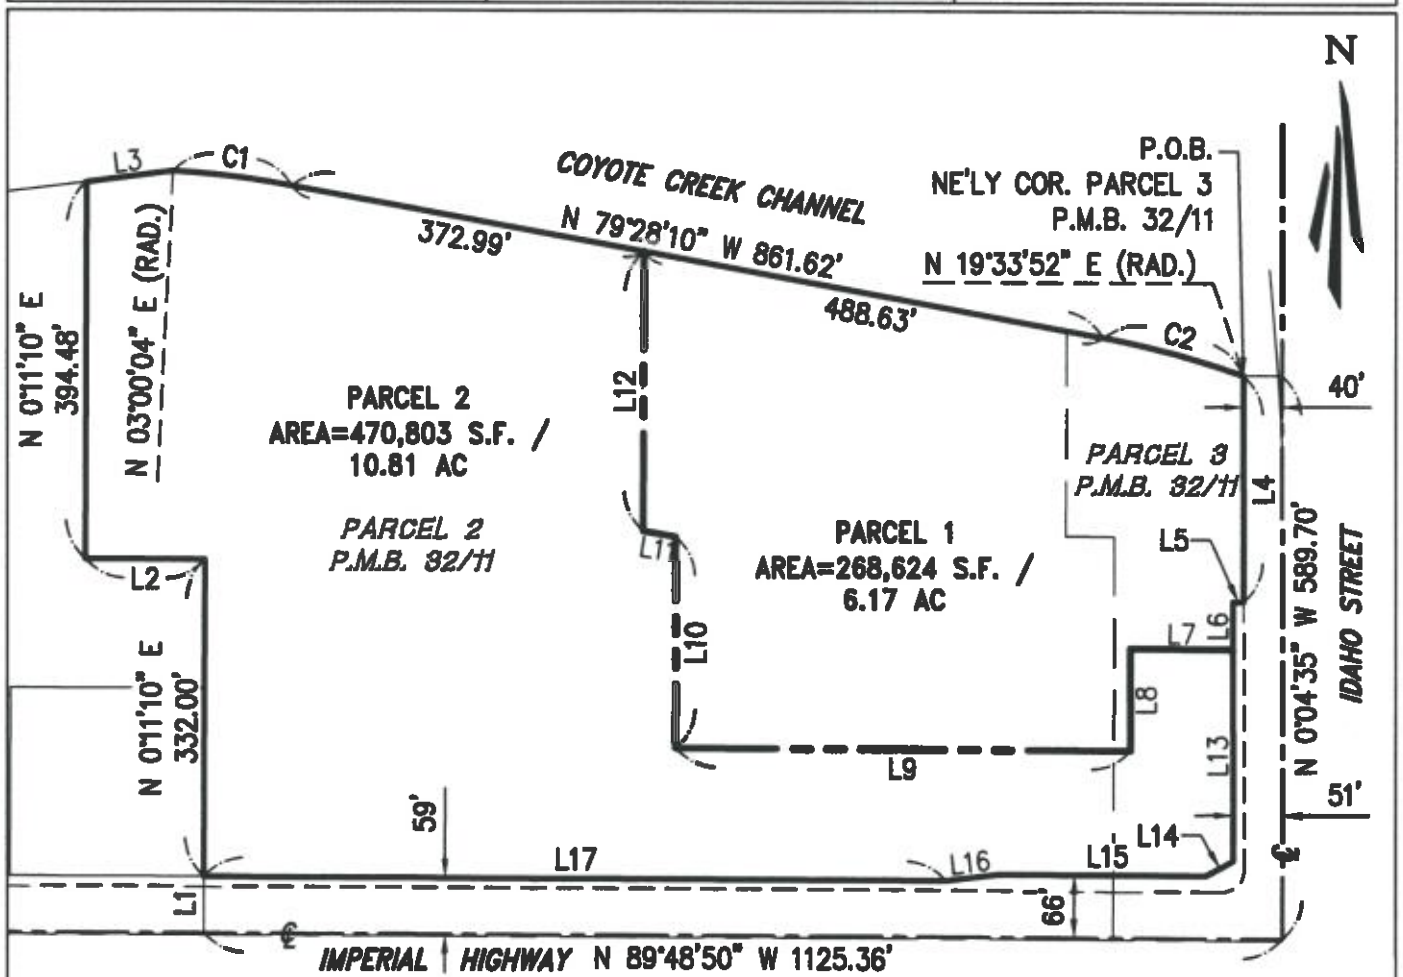 N
P.O.B.
NE'LY COR. PARCEL 3
P.M.B. 32/11
N 19°33'52" E (RAD.)
COYOTE CREEK CHANNEL
N 79°28'10" W 861.62'
372.99'
488.63'
L3
C1
C2
40'
N 0°11'10" E
394.48'
N 03°00'04" E (RAD.)
PARCEL 2
AREA=470,803 S.F. /
10.81 AC
L12
PARCEL 3
P.M.B. 32/11
L4
PARCEL 2
P.M.B. 32/11
L11
PARCEL 1
AREA=268,624 S.F. /
6.17 AC
L5
L2
L6
L7
L10
L8
N 0°04'35" W 589.70'
IDAHO STREET
N 0°11'10" E
332.00'
L13
L9
51'
59'
L14
L17
L16
L15
L1
66'
℄
℄
IMPERIAL HIGHWAY N 89°48'50" W 1125.36'